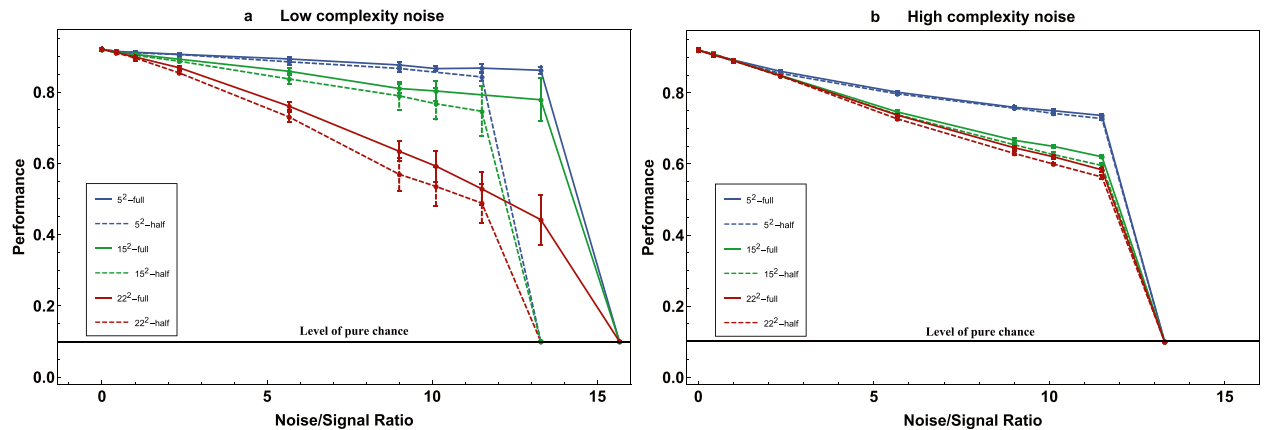 a Low complexity noise
0.8
0.6
0.4
0.2
0.0
Performance
5²–full
5²–half
15²–full
15²–half
22²–full
22²–half
Level of pure chance
0 5 10 15
Noise/Signal Ratio
b High complexity noise
0.8
0.6
0.4
0.2
0.0
Performance
5²–full
5²–half
15²–full
15²–half
22²–full
22²–half
Level of pure chance
0 5 10 15
Noise/Signal Ratio